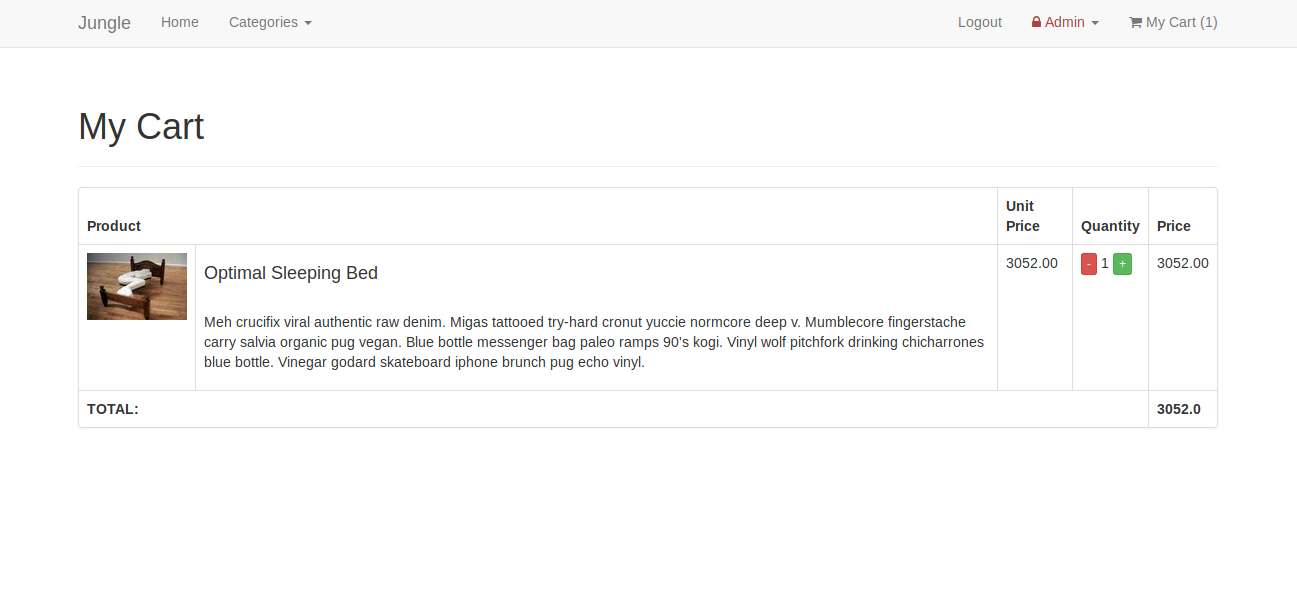 Jungle Home Categories Logout Admin My Cart (1)
My Cart
Product Unit Price Quantity Price
Optimal Sleeping Bed 3052.00 - 1 + 3052.00
Meh crucifix viral authentic raw denim. Migas tattooed try-hard cronut yuccie normcore deep v. Mumblecore fingerstache
carry salvia organic pug vegan. Blue bottle messenger bag paleo ramps 90's kogi. Vinyl wolf pitchfork drinking chicharrones
blue bottle. Vinegar godard skateboard iphone brunch pug echo vinyl.
TOTAL: 3052.0